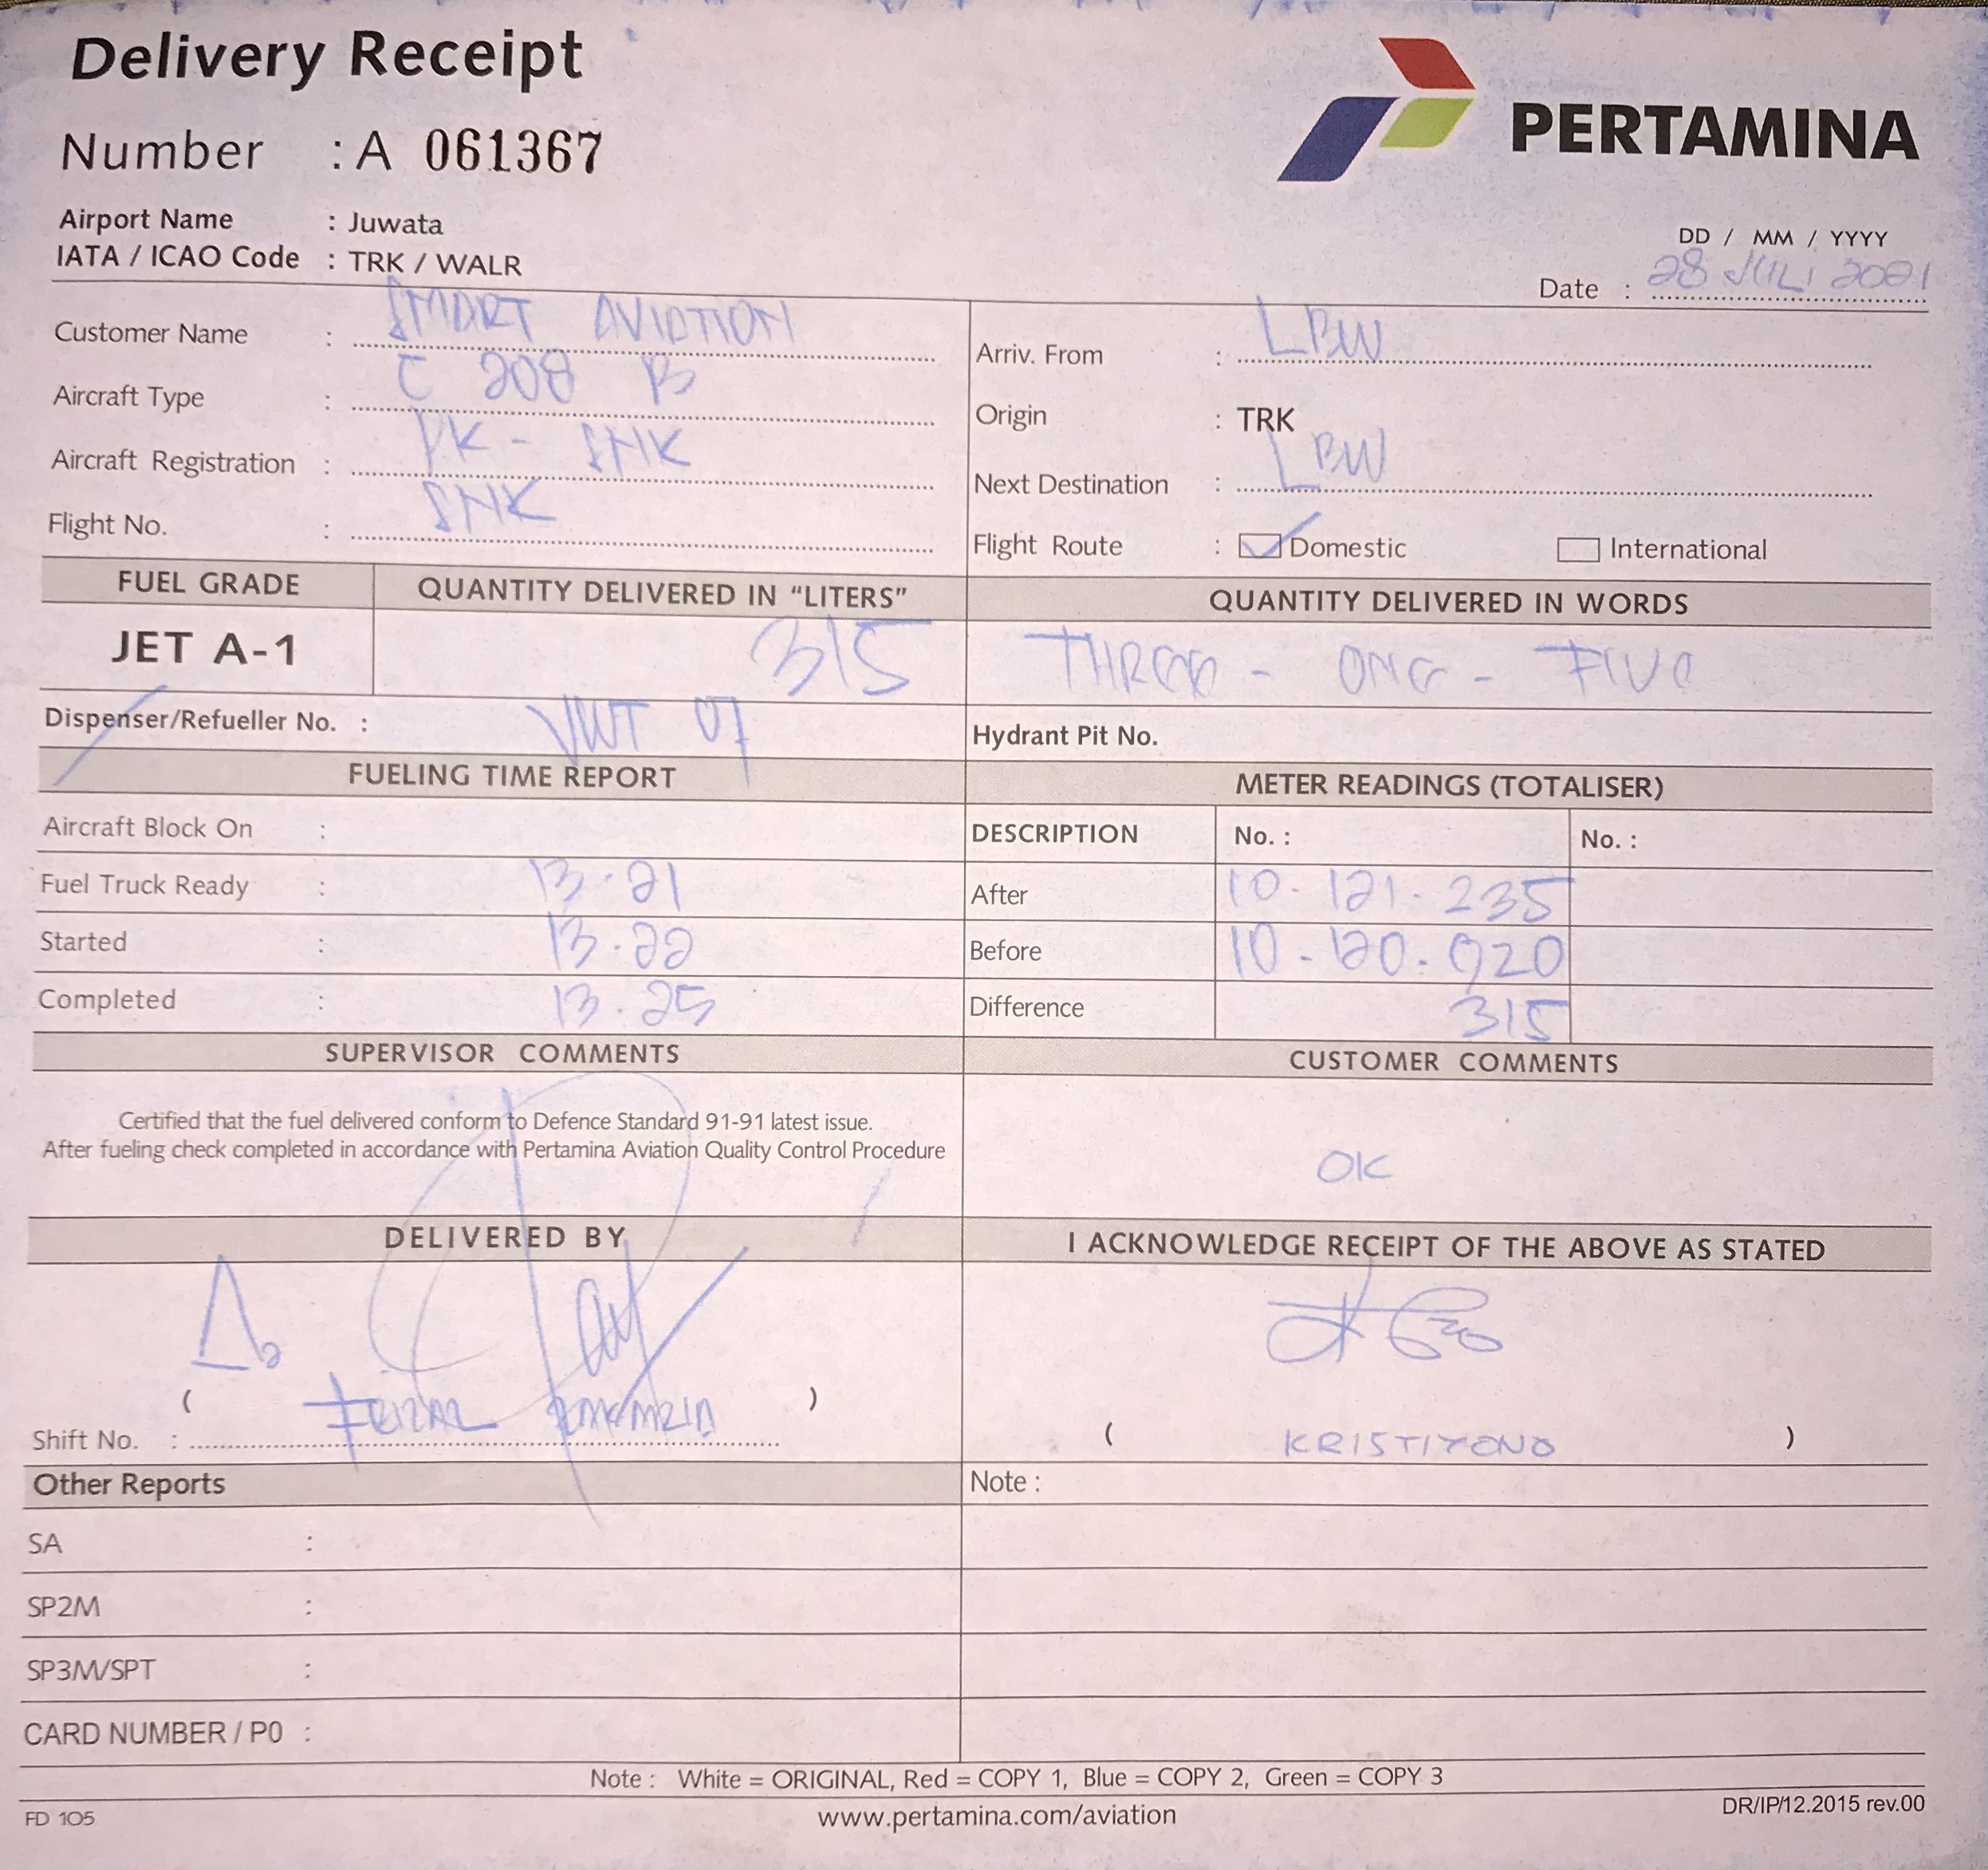 Delivery Receipt
PERTAMINA
Number : A 061367
Airport Name : Juwata
IATA / ICAO Code : TRK / WALR
DD / MM / YYYY
Date : 28 JULI 2021
Customer Name : SMART AVIATION
Arriv. From : LBW
Aircraft Type : C 208 B
Origin : TRK
Aircraft Registration : PK - SNK
Next Destination : LBW
Flight No. : SNK
Flight Route : Domestic International
FUEL GRADE QUANTITY DELIVERED IN “LITERS” QUANTITY DELIVERED IN WORDS
JET A-1 315 THREE - ONE - FIVE
Dispenser/Refueller No. : 07
Hydrant Pit No.
FUELING TIME REPORT METER READINGS (TOTALISER)
Aircraft Block On : DESCRIPTION No. : No. :
Fuel Truck Ready : 13.21 After 10.121.235
Started : 13.22 Before 10.120.920
Completed : 13.25 Difference 315
SUPERVISOR COMMENTS CUSTOMER COMMENTS
Certified that the fuel delivered conform to Defence Standard 91-91 latest issue.
After fueling check completed in accordance with Pertamina Aviation Quality Control Procedure
OK
DELIVERED BY I ACKNOWLEDGE RECEIPT OF THE ABOVE AS STATED
( )
Shift No. :
( KRISTIYONO )
Other Reports Note :
SA :
SP2M :
SP3M/SPT :
CARD NUMBER / P0 :
Note : White = ORIGINAL, Red = COPY 1, Blue = COPY 2, Green = COPY 3
FD 105 www.pertamina.com/aviation DR/IP/12.2015 rev.00